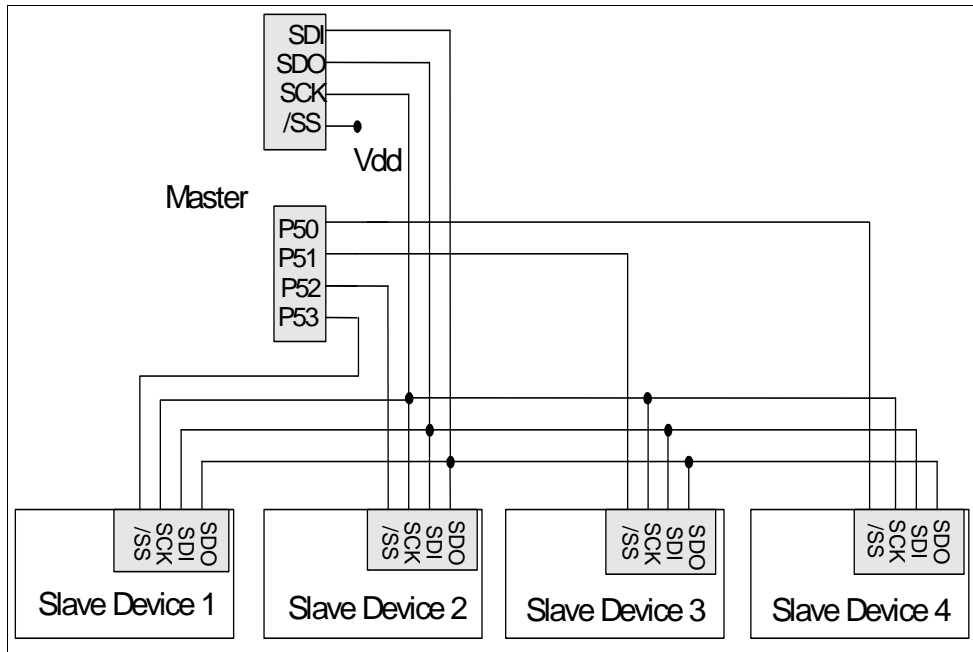 SDI
SDO
SCK
/SS
Vdd
Master
P50
P51
P52
P53
/SS
SCK
SDI
SDO
Slave Device 1
/SS
SCK
SDI
SDO
Slave Device 2
/SS
SCK
SDI
SDO
Slave Device 3
/SS
SCK
SDI
SDO
Slave Device 4